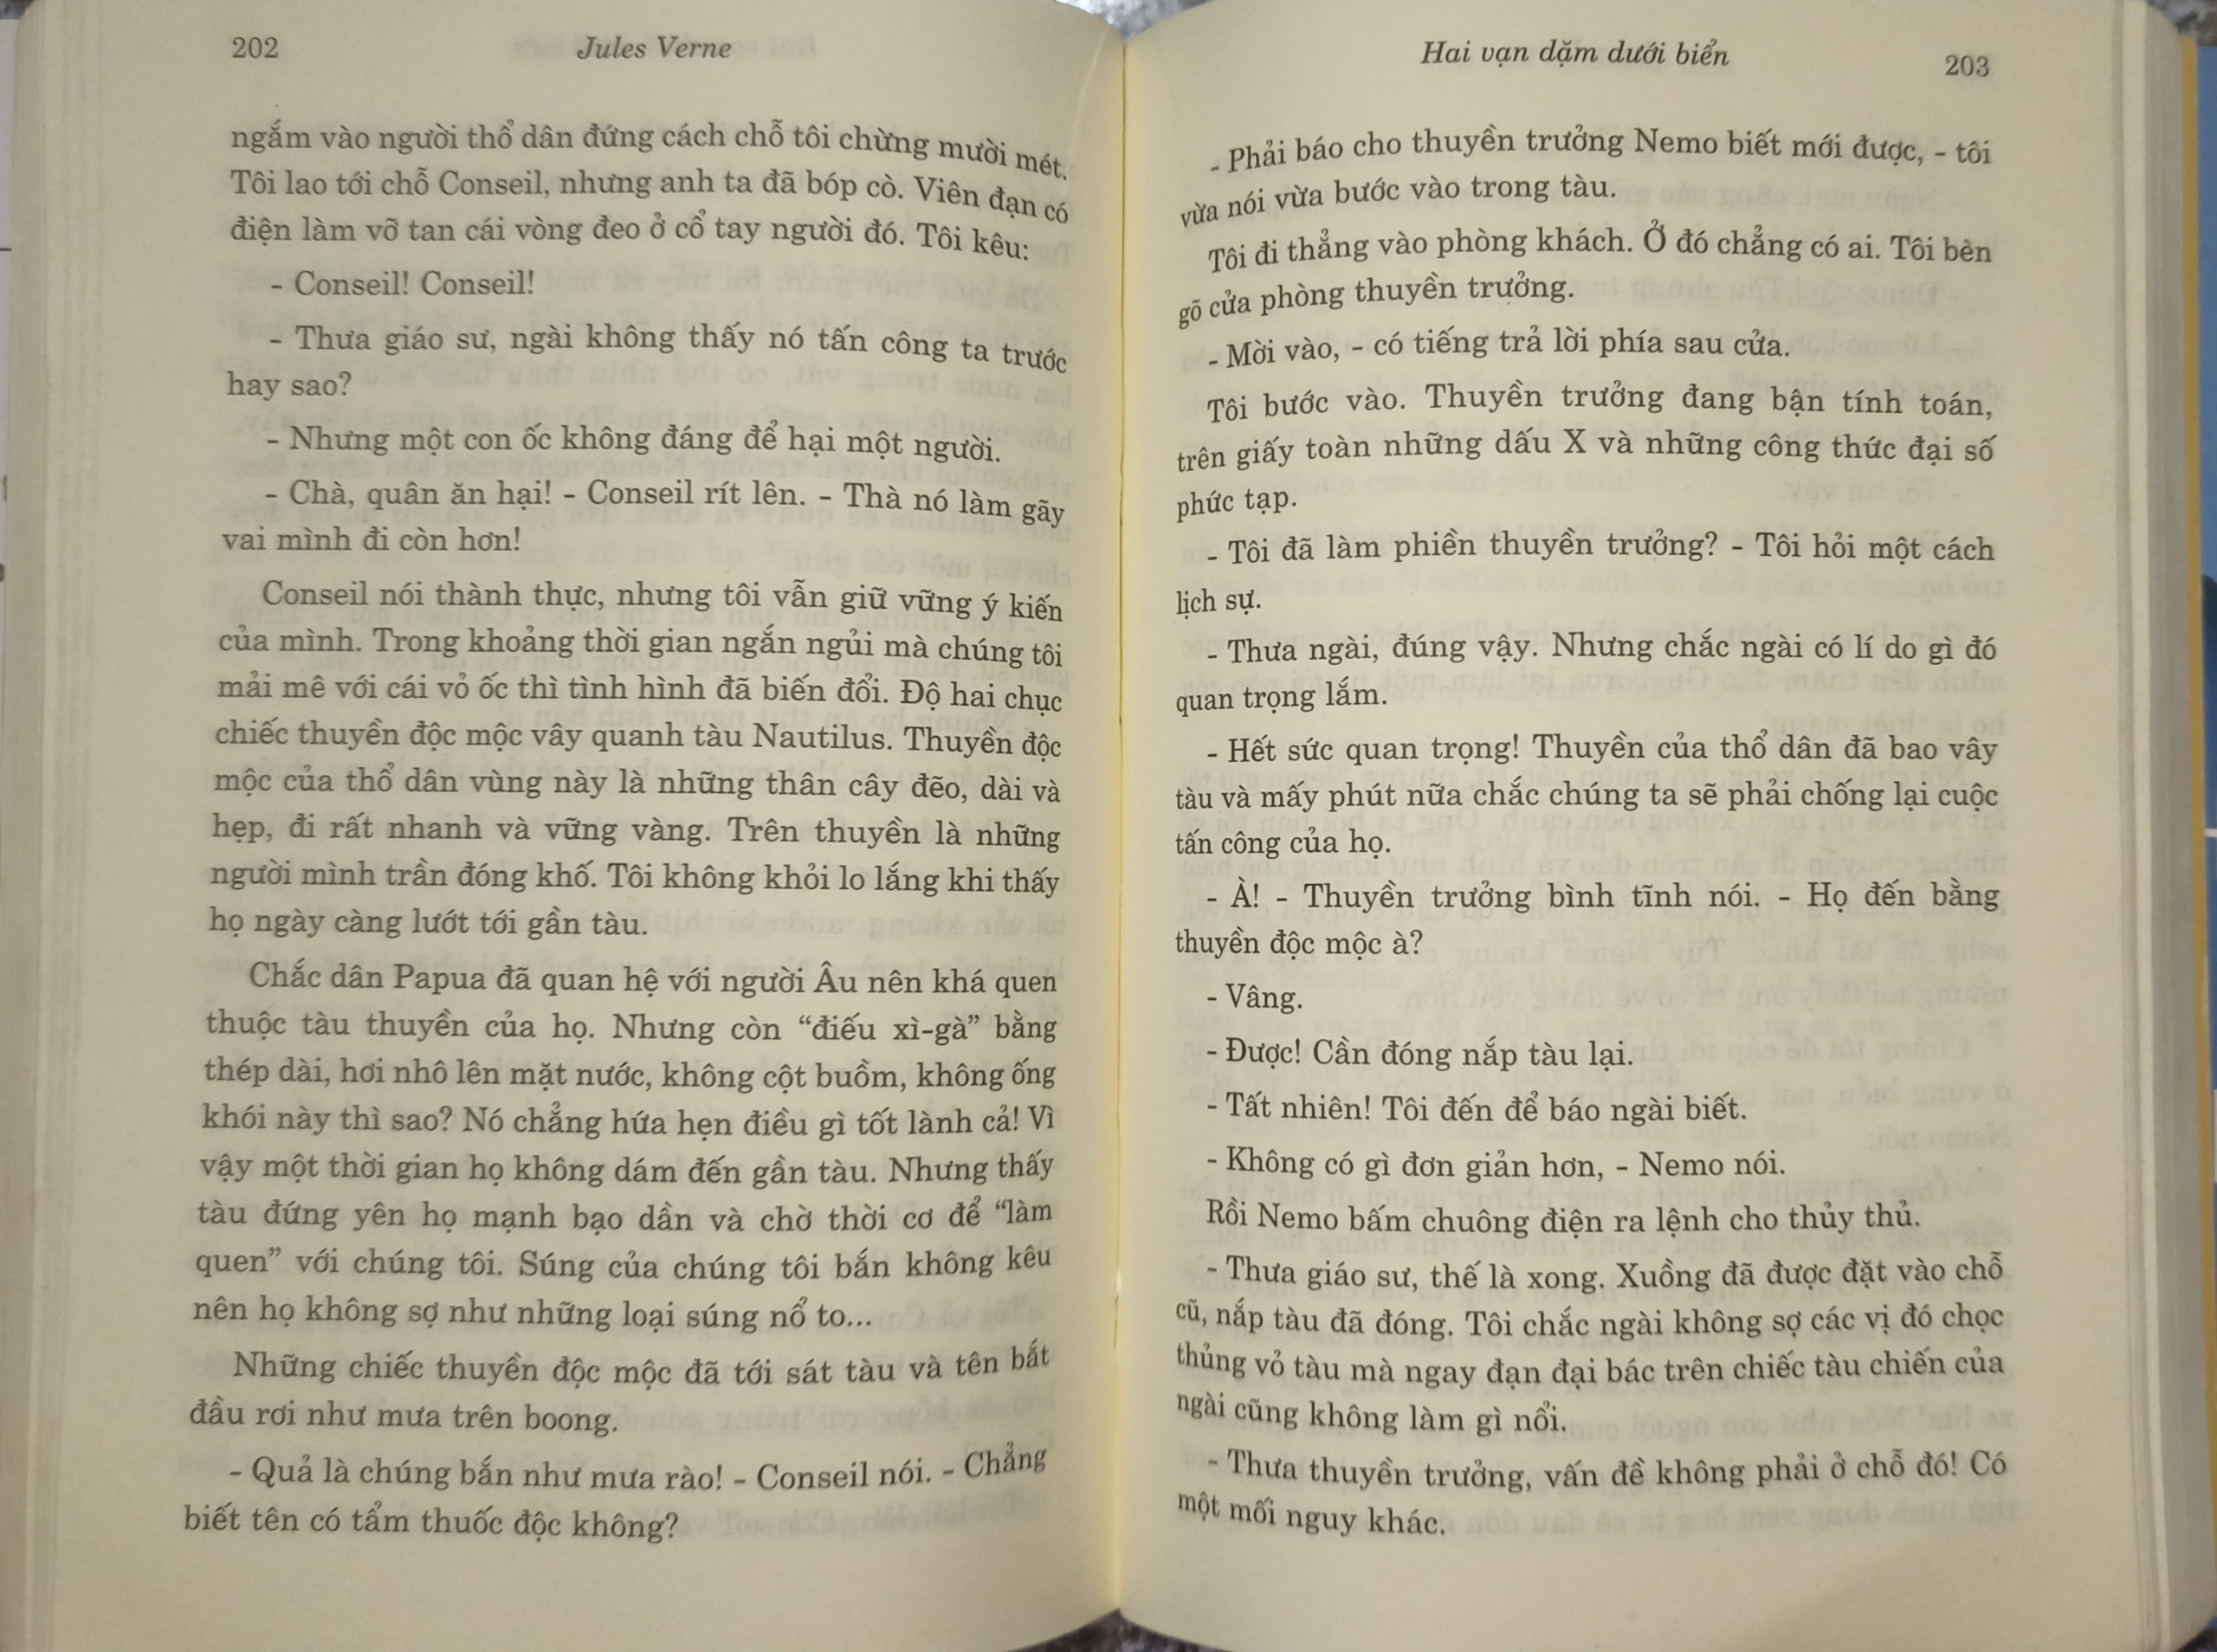 202
Jules Verne
ngắm vào người thổ dân đứng cách chỗ tôi chừng mười mét.
Tôi lao tới chỗ Conseil, nhưng anh ta đã bóp cò. Viên đạn có
điện làm vỡ tan cái vòng đeo ở cổ tay người đó. Tôi kêu:
- Conseil! Conseil!
- Thưa giáo sư, ngài không thấy nó tấn công ta trước
hay sao?
- Nhưng một con ốc không đáng để hại một người.
- Chà, quân ăn hại! - Conseil rít lên. - Thà nó làm gãy
vai mình đi còn hơn!
Conseil nói thành thực, nhưng tôi vẫn giữ vững ý kiến
của mình. Trong khoảng thời gian ngắn ngủi mà chúng tôi
mải mê với cái vỏ ốc thì tình hình đã biến đổi. Độ hai chục
chiếc thuyền độc mộc vây quanh tàu Nautilus. Thuyền độc
mộc của thổ dân vùng này là những thân cây đẽo, dài và
hẹp, đi rất nhanh và vững vàng. Trên thuyền là những
người mình trần đóng khố. Tôi không khỏi lo lắng khi thấy
họ ngày càng lướt tới gần tàu.
Chắc dân Papua đã quan hệ với người Âu nên khá quen
thuộc tàu thuyền của họ. Nhưng còn “điếu xì-gà” bằng
thép dài, hơi nhô lên mặt nước, không cột buồm, không ống
khói này thì sao? Nó chẳng hứa hẹn điều gì tốt lành cả! Vì
vậy một thời gian họ không dám đến gần tàu. Nhưng thấy
tàu đứng yên họ mạnh bạo dần và chờ thời cơ để “làm
quen” với chúng tôi. Súng của chúng tôi bắn không kêu
nên họ không sợ như những loại súng nổ to...
Những chiếc thuyền độc mộc đã tới sát tàu và tên bắt
đầu rơi như mưa trên boong.
- Quả là chúng bắn như mưa rào! - Conseil nói. - Chẳng
biết tên có tẩm thuốc độc không?
Hai vạn dặm dưới biển
203
- Phải báo cho thuyền trưởng Nemo biết mới được, - tôi
vừa nói vừa bước vào trong tàu.
Tôi đi thẳng vào phòng khách. Ở đó chẳng có ai. Tôi bèn
gõ cửa phòng thuyền trưởng.
- Mời vào, - có tiếng trả lời phía sau cửa.
Tôi bước vào. Thuyền trưởng đang bận tính toán,
trên giấy toàn những dấu X và những công thức đại số
phức tạp.
- Tôi đã làm phiền thuyền trưởng? - Tôi hỏi một cách
lịch sự.
- Thưa ngài, đúng vậy. Nhưng chắc ngài có lí do gì đó
quan trọng lắm.
- Hết sức quan trọng! Thuyền của thổ dân đã bao vây
tàu và mấy phút nữa chắc chúng ta sẽ phải chống lại cuộc
tấn công của họ.
- À! - Thuyền trưởng bình tĩnh nói. - Họ đến bằng
thuyền độc mộc à?
- Vâng.
- Được! Cần đóng nắp tàu lại.
- Tất nhiên! Tôi đến để báo ngài biết.
- Không có gì đơn giản hơn, - Nemo nói.
Rồi Nemo bấm chuông điện ra lệnh cho thủy thủ.
- Thưa giáo sư, thế là xong. Xuồng đã được đặt vào chỗ
cũ, nắp tàu đã đóng. Tôi chắc ngài không sợ các vị đó chọc
thủng vỏ tàu mà ngay đạn đại bác trên chiếc tàu chiến của
ngài cũng không làm gì nổi.
- Thưa thuyền trưởng, vấn đề không phải ở chỗ đó! Có
một mối nguy khác.